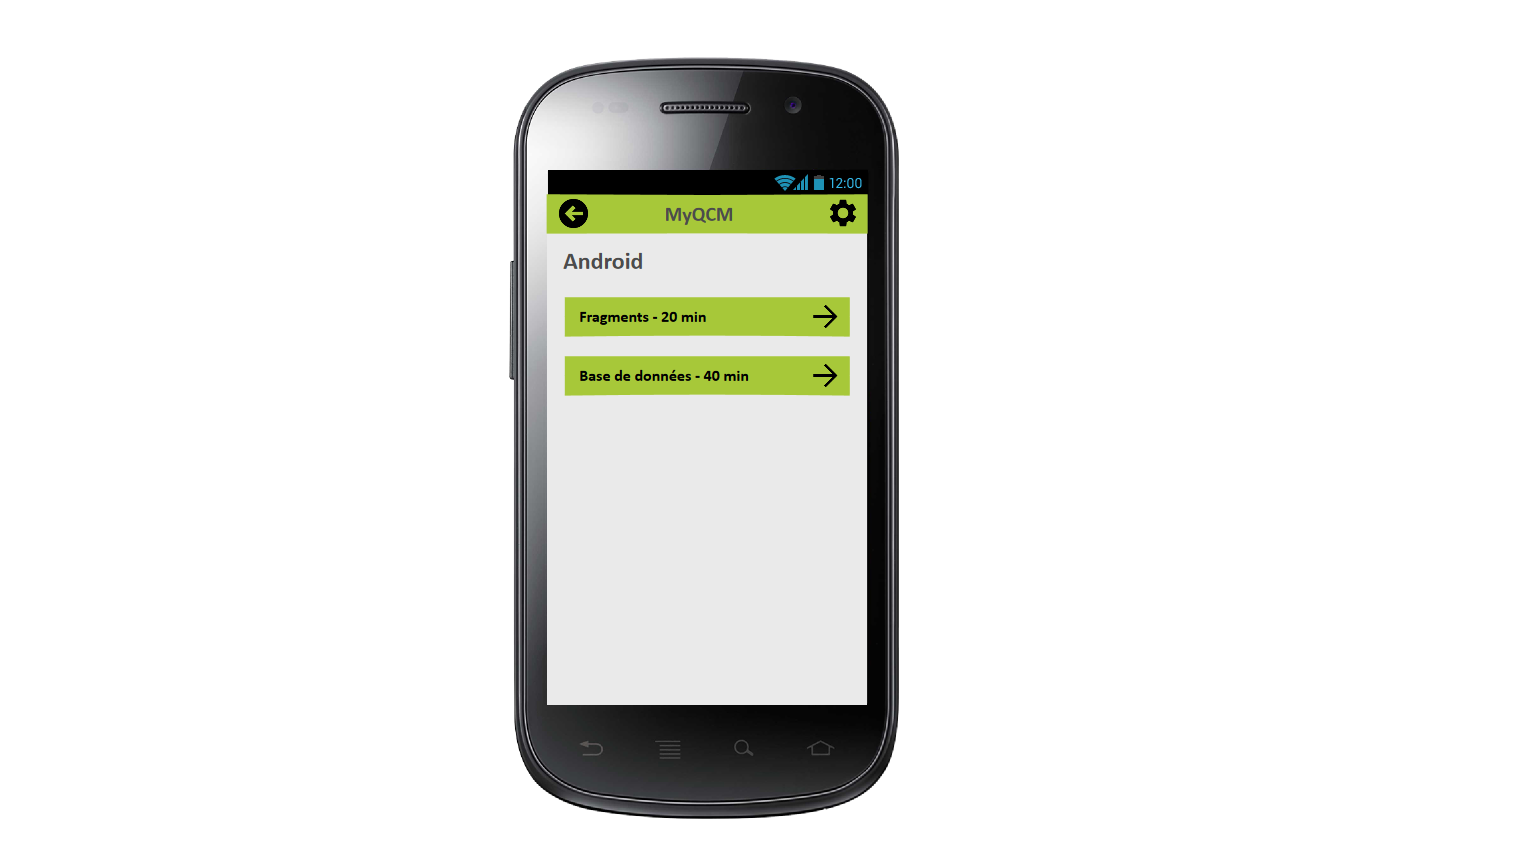 12:00
MyQCM
Android
Fragments - 20 min
Base de données - 40 min